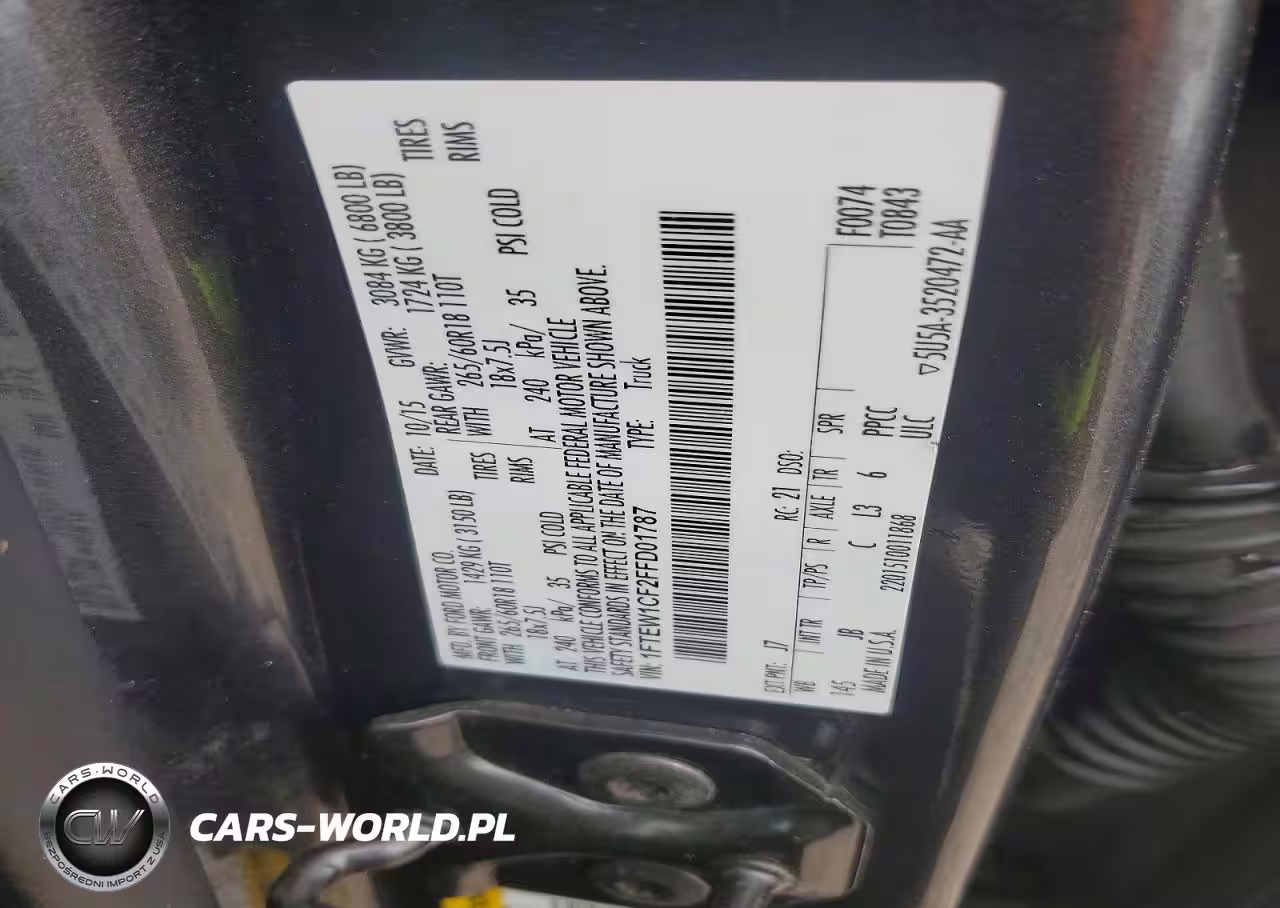 MFD. BY FORD MOTOR CO. DATE: 10/15 GVWR: 3084 KG ( 6800 LB)
FRONT GAWR: 1429 KG ( 3150 LB) REAR GAWR: 1724 KG ( 3800 LB)
WITH 265/60R18 110T TIRES WITH 265/60R18 110T TIRES
18x7.5J RIMS 18x7.5J RIMS
AT 240 kPa/ 35 PSI COLD AT 240 kPa/ 35 PSI COLD
THIS VEHICLE CONFORMS TO ALL APPLICABLE FEDERAL MOTOR VEHICLE
SAFETY STANDARDS IN EFFECT ON THE DATE OF MANUFACTURE SHOWN ABOVE.
VIN: 1FTEW1CF2FFD01787 TYPE: Truck
EXT PNT: J7 RC: 21 DSO:
WB INT TR TP/PS R AXLE TR SPR F0074
145 JB C L3 6 PPCC T0843
MADE IN U.S.A. 2201510011868 ULC ▽5U5A-3520472-AA
CARS-WORLD
CW
BEZPOŚREDNI IMPORT Z USA
CARS-WORLD.PL